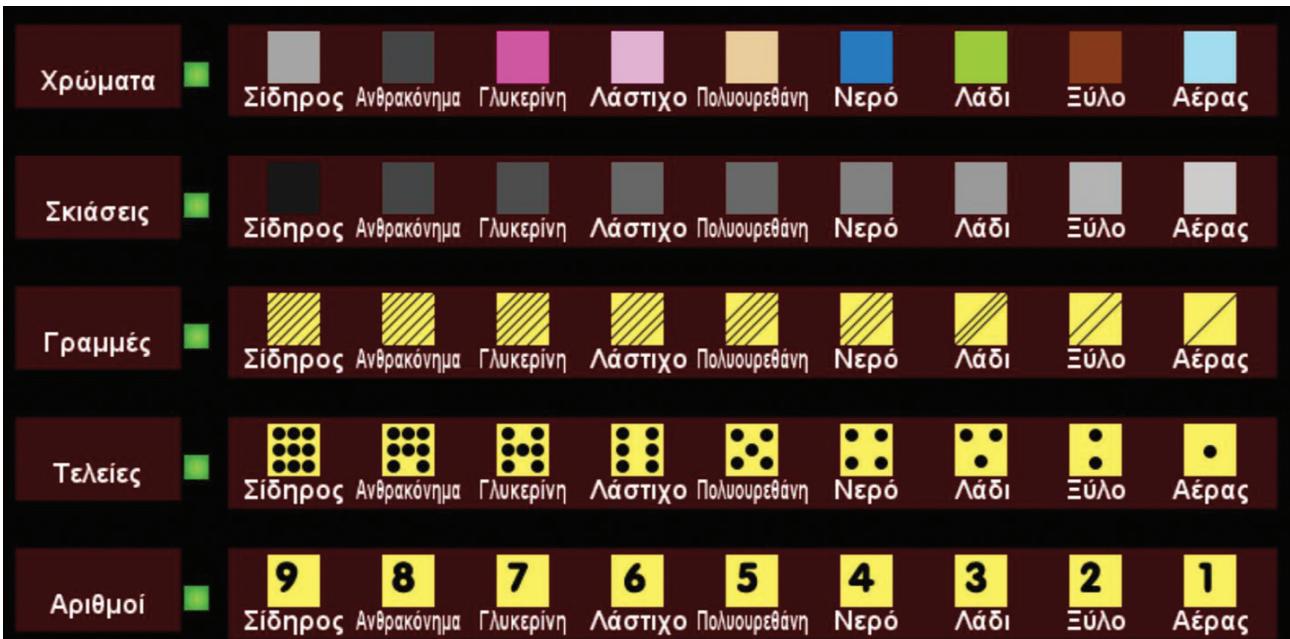 Χρώματα
Σίδηρος Ανθρακόνημα Γλυκερίνη Λάστιχο Πολυουρεθάνη Νερό Λάδι Ξύλο Αέρας
Σκιάσεις
Σίδηρος Ανθρακόνημα Γλυκερίνη Λάστιχο Πολυουρεθάνη Νερό Λάδι Ξύλο Αέρας
Γραμμές
Σίδηρος Ανθρακόνημα Γλυκερίνη Λάστιχο Πολυουρεθάνη Νερό Λάδι Ξύλο Αέρας
Τελείες
Σίδηρος Ανθρακόνημα Γλυκερίνη Λάστιχο Πολυουρεθάνη Νερό Λάδι Ξύλο Αέρας
Αριθμοί
9 8 7 6 5 4 3 2 1
Σίδηρος Ανθρακόνημα Γλυκερίνη Λάστιχο Πολυουρεθάνη Νερό Λάδι Ξύλο Αέρας